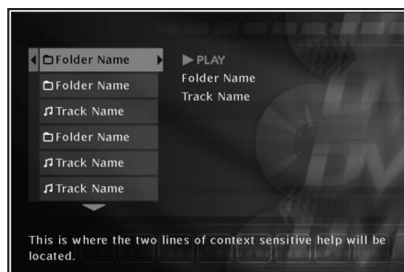 Folder Name
Folder Name
Track Name
Folder Name
Track Name
Track Name
PLAY
Folder Name
Track Name
This is where the two lines of context sensitive help will be
located.